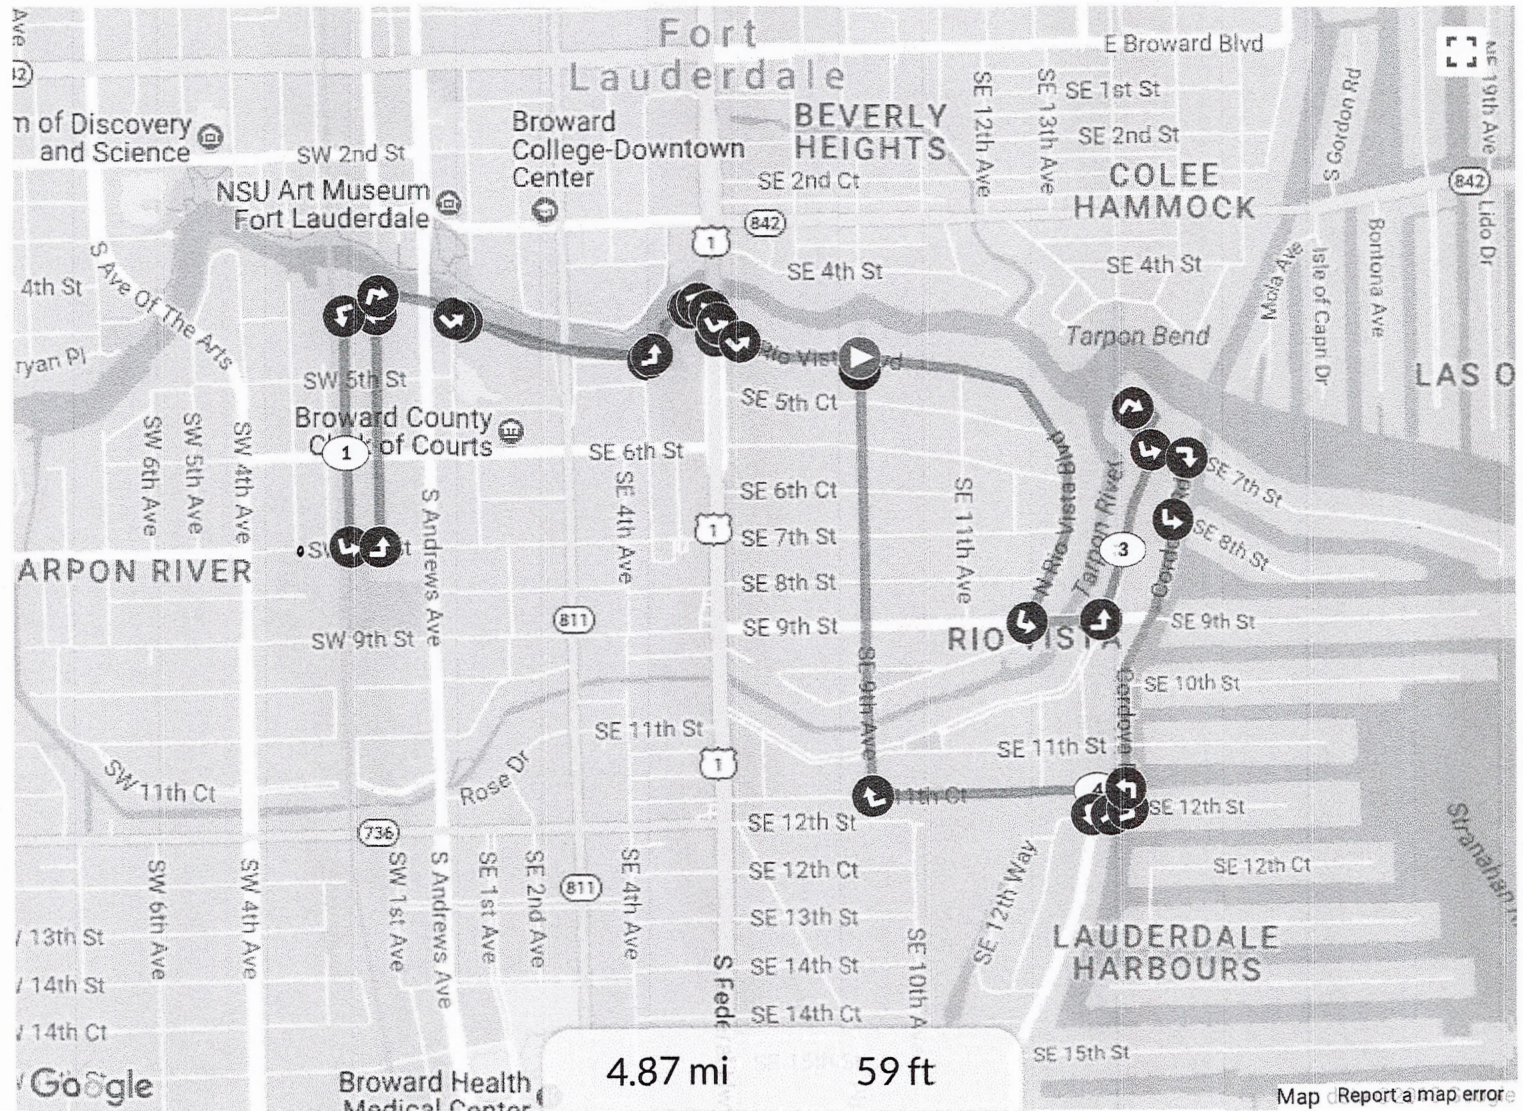 Fort
Lauderdale
E Broward Blvd
Ave
NE 19th Ave
SE 12th Ave
SE 13th Ave
SE 1st St
S Gordon Rd
m of Discovery
and Science
Broward
College-Downtown
Center
BEVERLY
HEIGHTS
SE 2nd St
SW 2nd St
NSU Art Museum
Fort Lauderdale
SE 2nd Ct
COLEE
HAMMOCK
842
842
1
Lido Dr
S Ave Of The Arts
4th St
SE 4th St
SE 4th St
Mola Ave
Isle of Capri Dr
Bontona Ave
Tarpon Bend
ryan Pl
SW 5th St
SE 5th Ct
LAS O
Broward County
of Courts
1
SW 6th Ave
SW 5th Ave
SW 4th Ave
SE 6th St
SE 4th Ave
S Andrews Ave
SE 6th Ct
SE 11th Ave
N Rio Vista Blvd
Tarpon River
SE 7th St
1
SE 7th St
SE 8th St
3
ARPON RIVER
SE 8th St
811
SE 9th St
SE 9th St
RIO VISTA
SW 9th St
SE 9th Ave
SE 10th St
Cordova
SE 11th St
SE 11th St
1
SW 11th Ct
Rose Dr
11th Ct
4
SE 12th St
SE 12th St
736
Stranahan
SW 6th Ave
SW 4th Ave
SW 1st Ave
S Andrews Ave
SE 1st Ave
SE 2nd Ave
811
SE 4th Ave
SE 12th Ct
SE 12th Ct
SE 12th Way
13th St
SE 13th St
LAUDERDALE
HARBOURS
14th St
S Fede
SE 14th St
SE 10th A
14th Ct
SE 14th Ct
SE 15th St
4.87 mi 59 ft
Google
Broward Health
Medical Center
Map
Report a map error